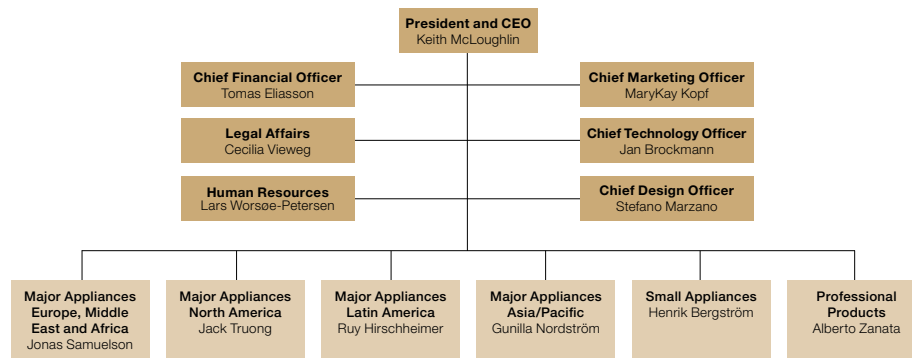 President and CEO
Keith McLoughlin
Chief Financial Officer
Tomas Eliasson
Chief Marketing Officer
MaryKay Kopf
Legal Affairs
Cecilia Vieweg
Chief Technology Officer
Jan Brockmann
Human Resources
Lars Worsøe-Petersen
Chief Design Officer
Stefano Marzano
Major Appliances
Europe, Middle
East and Africa
Jonas Samuelson
Major Appliances
North America
Jack Truong
Major Appliances
Latin America
Ruy Hirschheimer
Major Appliances
Asia/Pacific
Gunilla Nordström
Small Appliances
Henrik Bergström
Professional
Products
Alberto Zanata